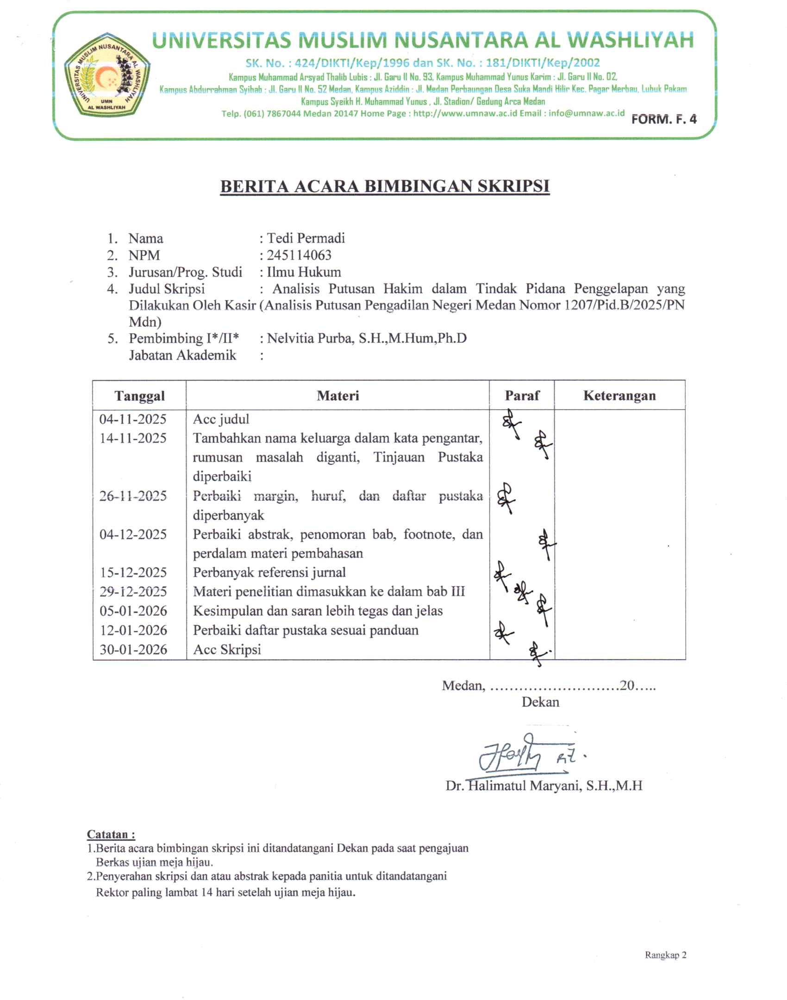 UNIVERSITAS MUSLIM NUSANTARA AL WASHLIYAH
UMN
AL WASHLIYAH
UNIVERSITAS MUSLIM NUSANTARA AL WASHLIYAH
SK. No. : 424/DIKTI/Kep/1996 dan SK. No. : 181/DIKTI/Kep/2002
Kampus Muhammad Arsyad Thalib Lubis : Jl. Garu II No. 93, Kampus Muhammad Yunus Karim : Jl. Garu II No. 02,
Kampus Abdurrahman Syihab : Jl. Garu II No. 52 Medan, Kampus Aziddin : Jl. Medan Perbaungan Desa Suka Mandi Hilir Kec. Pagar Merbau, Lubuk Pakam
Kampus Syeikh H. Muhammad Yunus , Jl. Stadion/ Gedung Arca Medan
Telp. (061) 7867044 Medan 20147 Home Page : http://www.umnaw.ac.id Email : info@umnaw.ac.id
FORM. F. 4
BERITA ACARA BIMBINGAN SKRIPSI
1. Nama : Tedi Permadi
2. NPM : 245114063
3. Jurusan/Prog. Studi : Ilmu Hukum
4. Judul Skripsi : Analisis Putusan Hakim dalam Tindak Pidana Penggelapan yang
Dilakukan Oleh Kasir (Analisis Putusan Pengadilan Negeri Medan Nomor 1207/Pid.B/2025/PN
Mdn)
5. Pembimbing I*/II* : Nelvitia Purba, S.H.,M.Hum,Ph.D
Jabatan Akademik :
Tanggal Materi Paraf Keterangan
04-11-2025 Acc judul
14-11-2025 Tambahkan nama keluarga dalam kata pengantar,
rumusan masalah diganti, Tinjauan Pustaka
diperbaiki
26-11-2025 Perbaiki margin, huruf, dan daftar pustaka
diperbanyak
04-12-2025 Perbaiki abstrak, penomoran bab, footnote, dan
perdalam materi pembahasan
15-12-2025 Perbanyak referensi jurnal
29-12-2025 Materi penelitian dimasukkan ke dalam bab III
05-01-2026 Kesimpulan dan saran lebih tegas dan jelas
12-01-2026 Perbaiki daftar pustaka sesuai panduan
30-01-2026 Acc Skripsi
Medan, ...........................20.....
Dekan
Dr. Halimatul Maryani, S.H.,M.H
Catatan :
1.Berita acara bimbingan skripsi ini ditandatangani Dekan pada saat pengajuan
Berkas ujian meja hijau.
2.Penyerahan skripsi dan atau abstrak kepada panitia untuk ditandatangani
Rektor paling lambat 14 hari setelah ujian meja hijau.
Rangkap 2